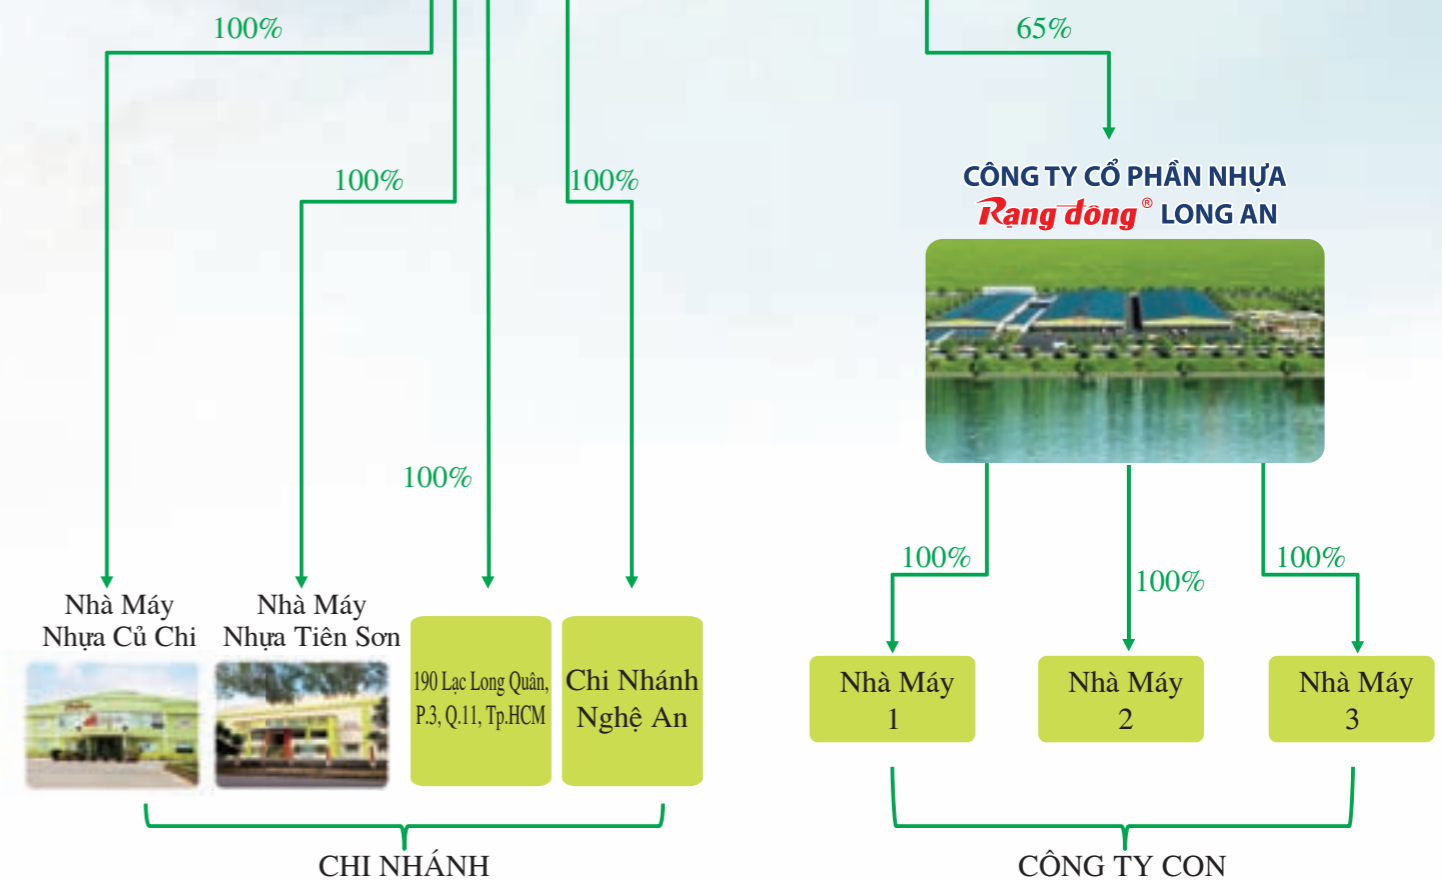 100%
65%
100%
100%
CÔNG TY CỔ PHẦN NHỰA
Rạng đông® LONG AN
100%
100%
100%
100%
Nhà Máy
Nhựa Củ Chi
Nhà Máy
Nhựa Tiên Sơn
190 Lạc Long Quân,
P.3, Q.11, Tp.HCM
Chi Nhánh
Nghệ An
Nhà Máy
1
Nhà Máy
2
Nhà Máy
3
CHI NHÁNH
CÔNG TY CON